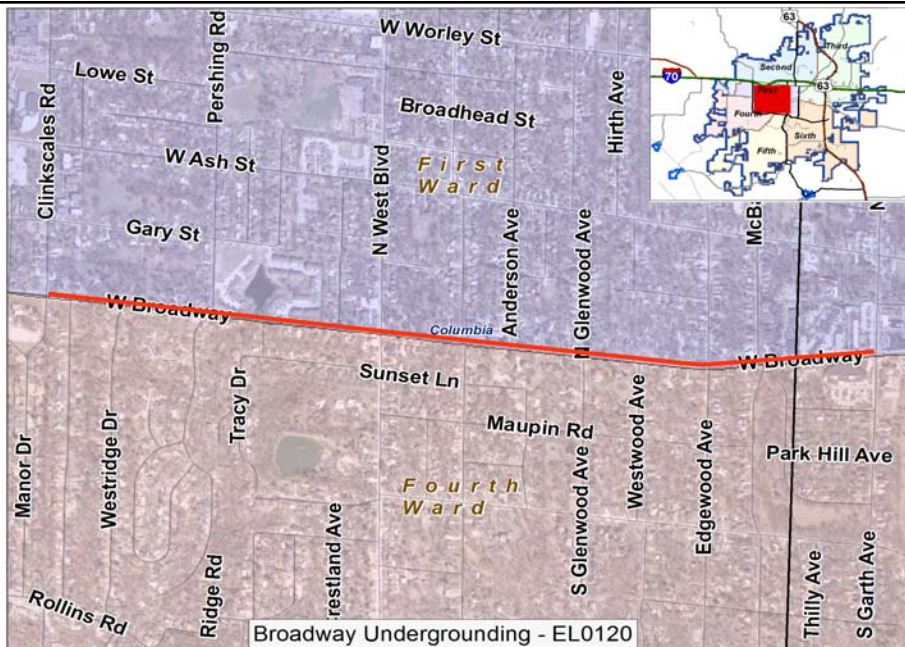 W Worley St
63
Third
Second
70
63
First
Fourth
Sixth
Fifth
Clinkscales Rd
Lowe St
Pershing Rd
Broadhead St
Hirth Ave
W Ash St
N West Blvd
First
Ward
Gary St
Anderson Ave
N Glenwood Ave
W Broadway
Columbia
W Broadway
Sunset Ln
Manor Dr
Westridge Dr
Tracy Dr
Maupin Rd
Westwood Ave
Edgewood Ave
Park Hill Ave
Fourth
Ward
S Glenwood Ave
Ridge Rd
Rollins Rd
Thilly Ave
S Garth Ave
Broadway Undergrounding - EL0120